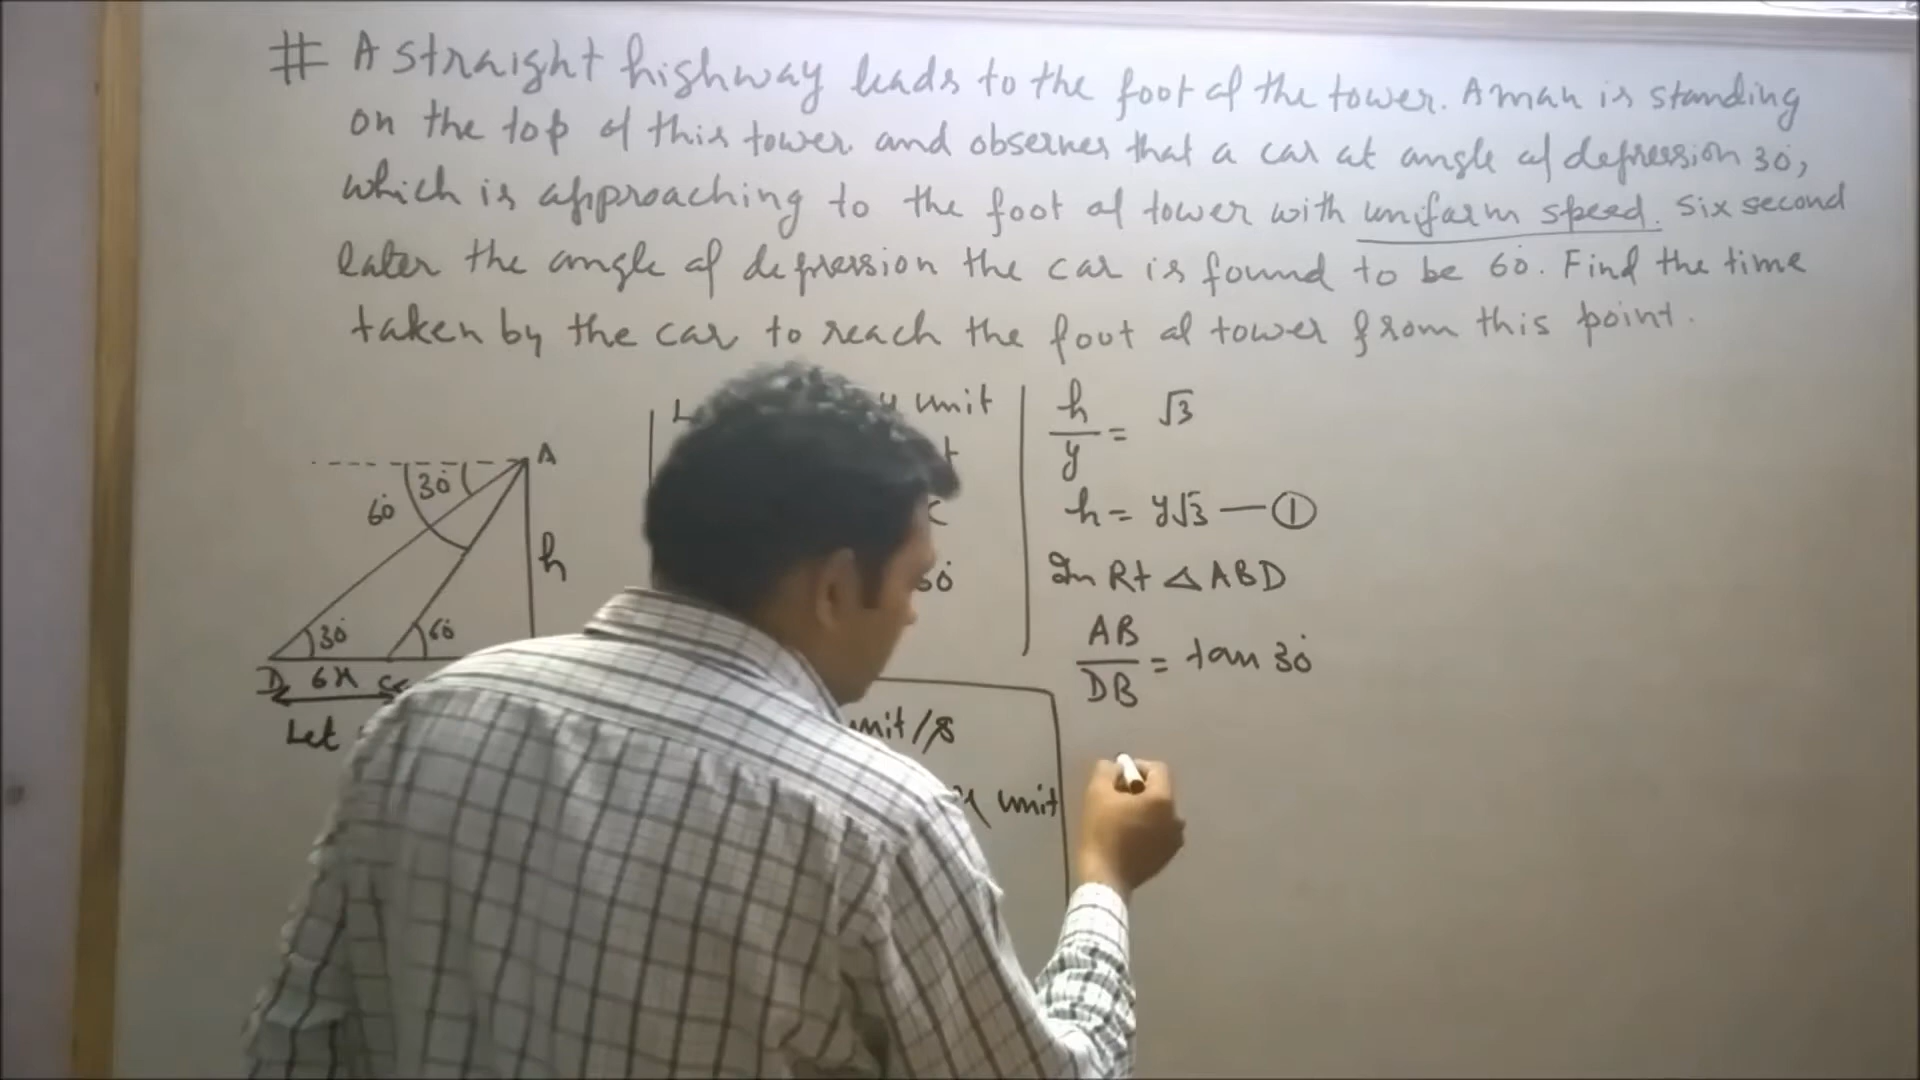 # A straight highway leads to the foot of the tower. A man is standing
on the top of this tower and observes that a car at angle of depression 30°,
which is approaching to the foot of tower with uniform speed. Six second
later the angle of depression the car is found to be 60°. Find the time
taken by the car to reach the foot of tower from this point.
A
30°
60°
h
30°
60°
D 6x C
Let
unit
unit/s
x unit
h/y = √3
h = y√3 — ①
In Rt △ ABD
AB/DB = tan 30°